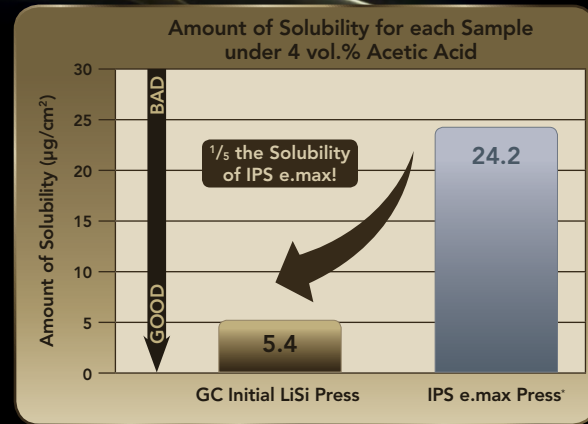 Amount of Solubility for each Sample
under 4 vol.% Acetic Acid
Amount of Solubility (µg/cm²)
30
25
20
15
10
5
0
BAD
GOOD
¹/₅ the Solubility
of IPS e.max!
24.2
5.4
GC Initial LiSi Press
IPS e.max Press*